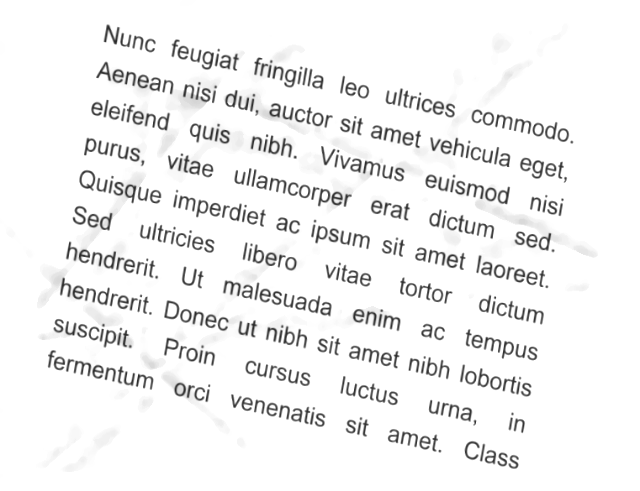 Nunc feugiat fringilla leo ultrices commodo.
Aenean nisi dui, auctor sit amet vehicula eget,
eleifend quis nibh. Vivamus euismod nisi
purus, vitae ullamcorper erat dictum sed.
Quisque imperdiet ac ipsum sit amet laoreet.
Sed ultricies libero vitae tortor dictum
hendrerit. Ut malesuada enim ac tempus
hendrerit. Donec ut nibh sit amet nibh lobortis
suscipit. Proin cursus luctus urna, in
fermentum orci venenatis sit amet. Class